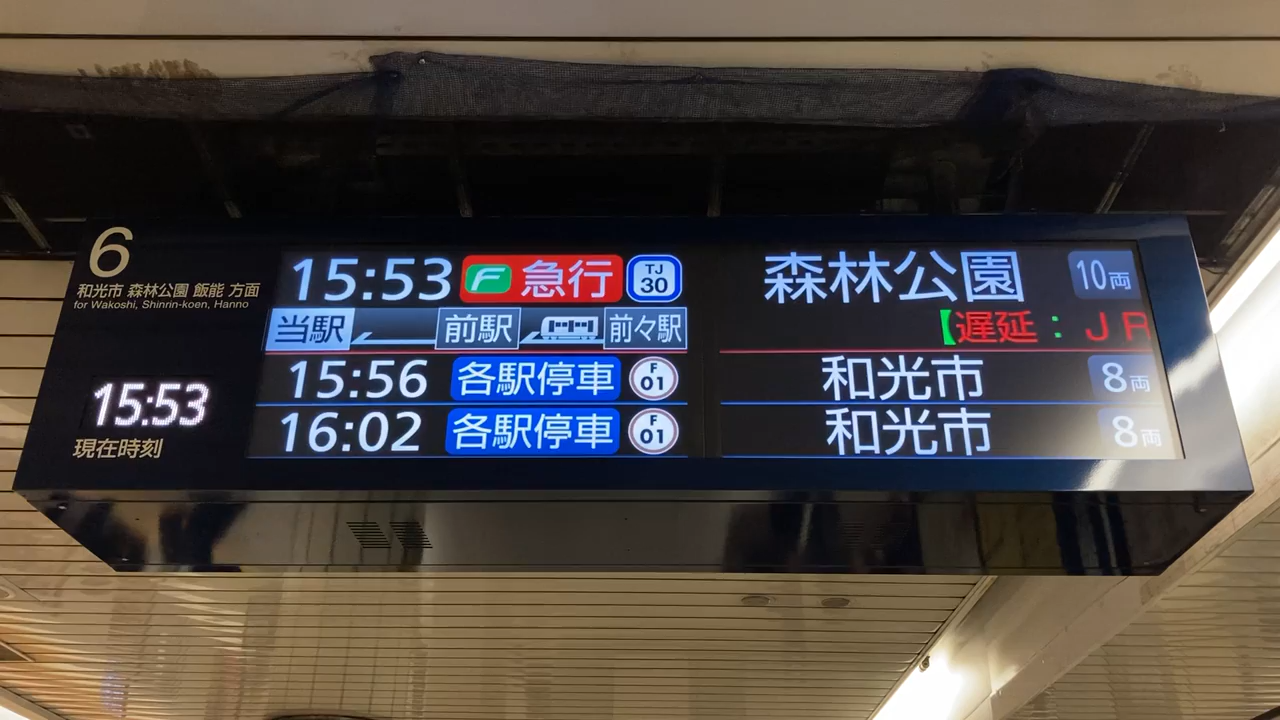 6
和光市 森林公園 飯能 方面
for Wakoshi, Shinrin-koen, Hanno
15:53
現在時刻
15:53 F 急行 TJ 30 森林公園 10両
当駅 前駅 前々駅 【遅延：JR
15:56 各駅停車 F 01 和光市 8両
16:02 各駅停車 F 01 和光市 8両